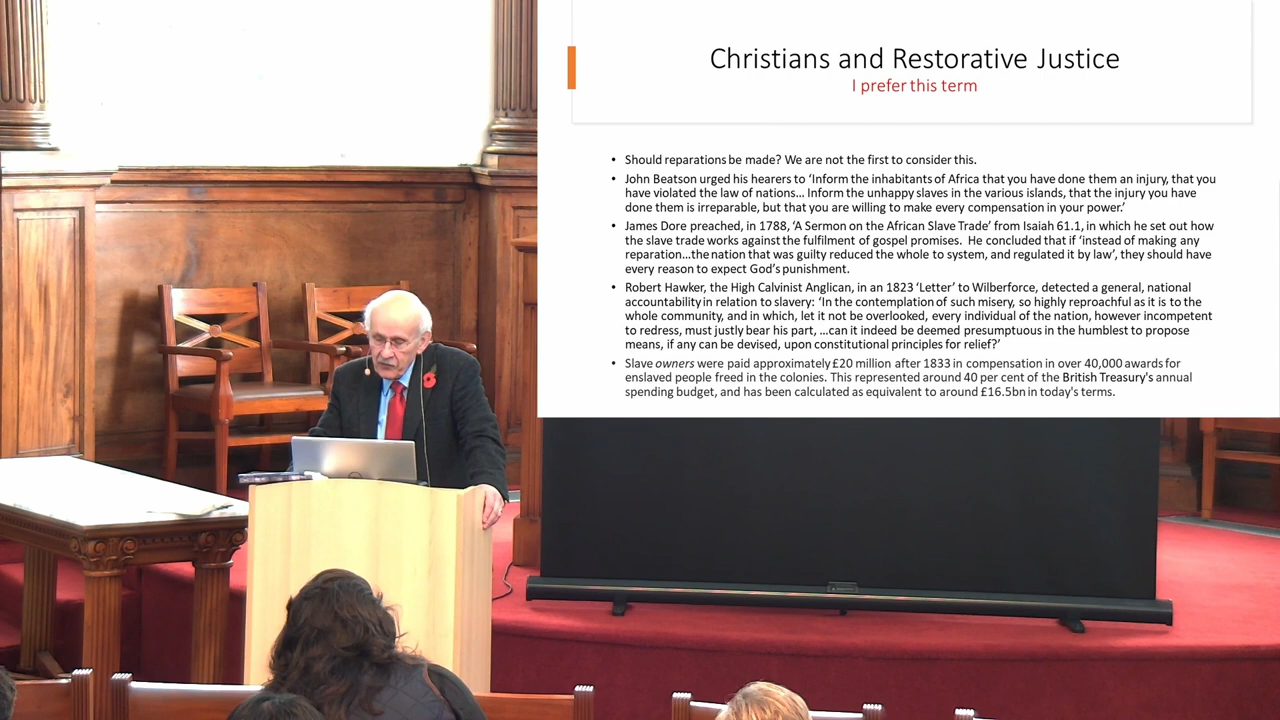 Christians and Restorative Justice
I prefer this term
• Should reparations be made? We are not the first to consider this.
• John Beatson urged his hearers to ‘Inform the inhabitants of Africa that you have done them an injury, that you
have violated the law of nations… Inform the unhappy slaves in the various islands, that the injury you have
done them is irreparable, but that you are willing to make every compensation in your power.’
• James Dore preached, in 1788, ‘A Sermon on the African Slave Trade’ from Isaiah 61.1, in which he set out how
the slave trade works against the fulfilment of gospel promises. He concluded that if ‘instead of making any
reparation…the nation that was guilty reduced the whole to system, and regulated it by law’, they should have
every reason to expect God’s punishment.
• Robert Hawker, the High Calvinist Anglican, in an 1823 ‘Letter’ to Wilberforce, detected a general, national
accountability in relation to slavery: ‘In the contemplation of such misery, so highly reproachful as it is to the
whole community, and in which, let it not be overlooked, every individual of the nation, however incompetent
to redress, must justly bear his part, …can it indeed be deemed presumptuous in the humblest to propose
means, if any can be devised, upon constitutional principles for relief?’
• Slave owners were paid approximately £20 million after 1833 in compensation in over 40,000 awards for
enslaved people freed in the colonies. This represented around 40 per cent of the British Treasury's annual
spending budget, and has been calculated as equivalent to around £16.5bn in today's terms.